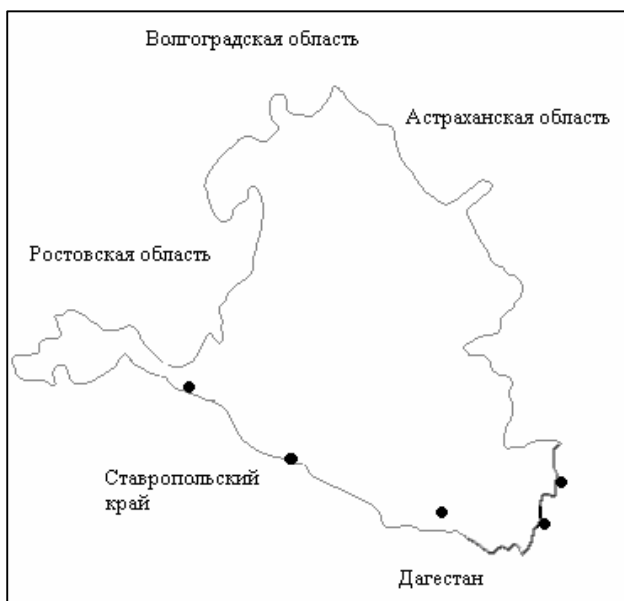 Волгоградская область
Астраханская область
Ростовская область
Ставропольский
край
Дагестан